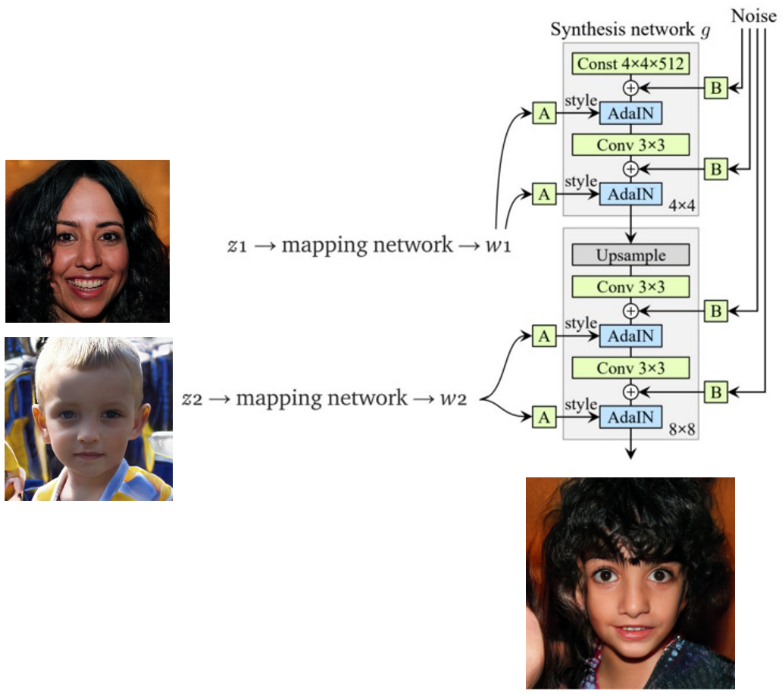 Noise
Synthesis network g
Const 4×4×512
B
A style AdaIN
Conv 3×3
B
A style AdaIN
4×4
z1 → mapping network → w1
Upsample
Conv 3×3
B
A style AdaIN
Conv 3×3
B
z2 → mapping network → w2
A style AdaIN
8×8